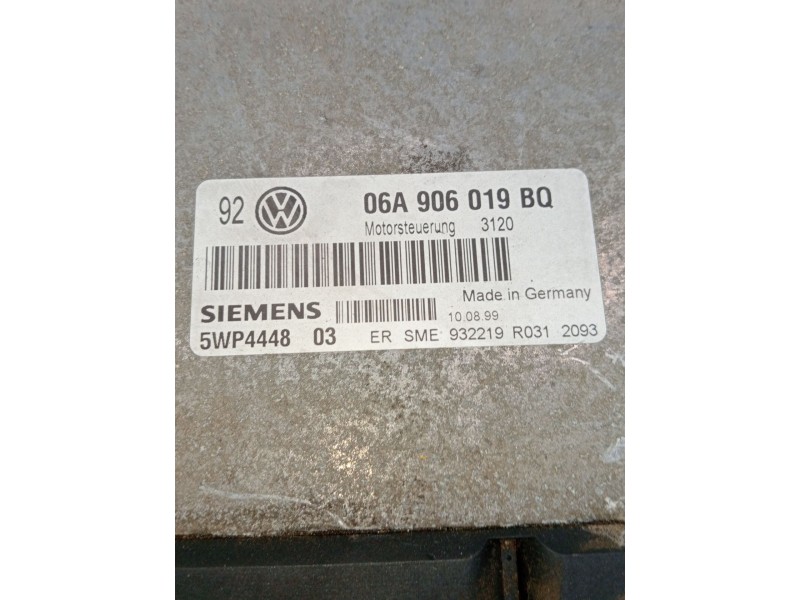 92 VW 06A 906 019 BQ
Motorsteuerung 3120
Made in Germany
SIEMENS 10.08.99
5WP4448 03 ER SME 932219 R031 2093